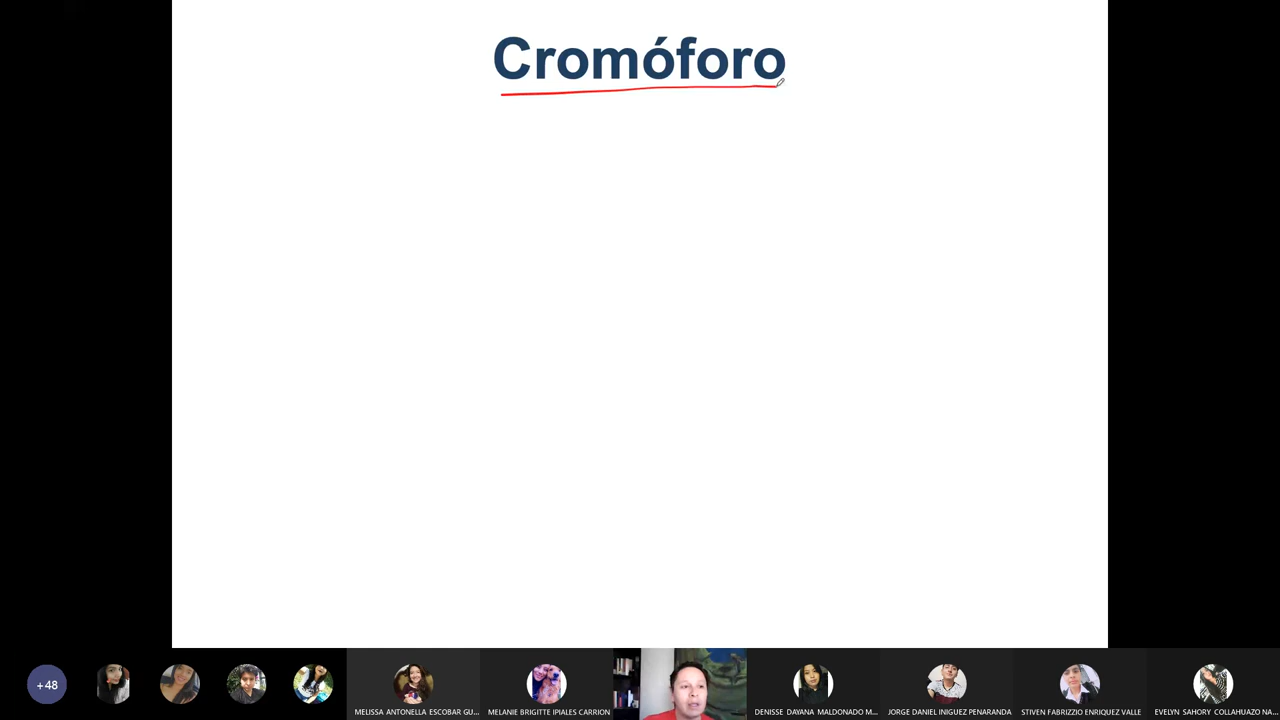 Cromóforo
+48
MELISSA ANTONELLA ESCOBAR GU...
MELANIE BRIGITTE IPIALES CARRION
DENISSE DAYANA MALDONADO M...
JORGE DANIEL INIGUEZ PENARANDA
STIVEN FABRIZZIO ENRIQUEZ VALLE
EVELYN SAHORY COLLAHUAZO NA...